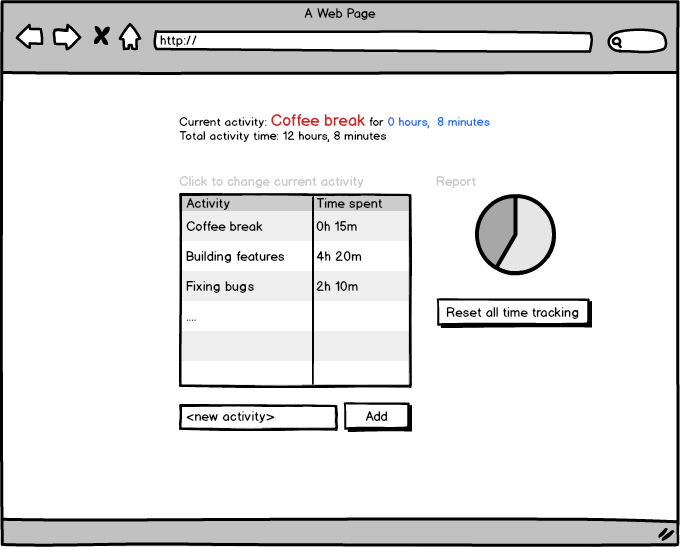 A Web Page
http://
Current activity: Coffee break for 0 hours, 8 minutes
Total activity time: 12 hours, 8 minutes
Click to change current activity
Activity Time spent
Coffee break 0h 15m
Building features 4h 20m
Fixing bugs 2h 10m
....
<new activity> Add
Report
Reset all time tracking